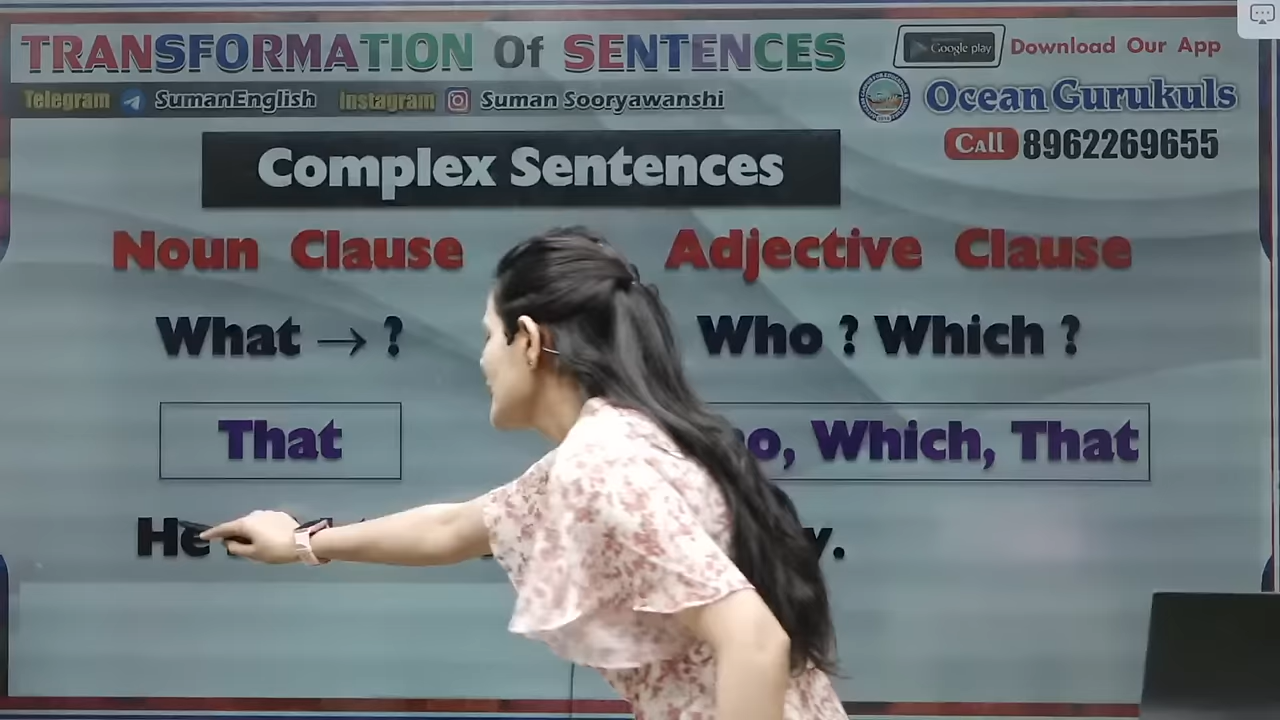 TRANSFORMATION Of SENTENCES
Google play Download Our App
Telegram SumanEnglish Instagram Suman Sooryawanshi
Ocean Gurukuls
Call 8962269655
Complex Sentences
Noun Clause Adjective Clause
What → ? Who ? Which ?
That
Which, That
He